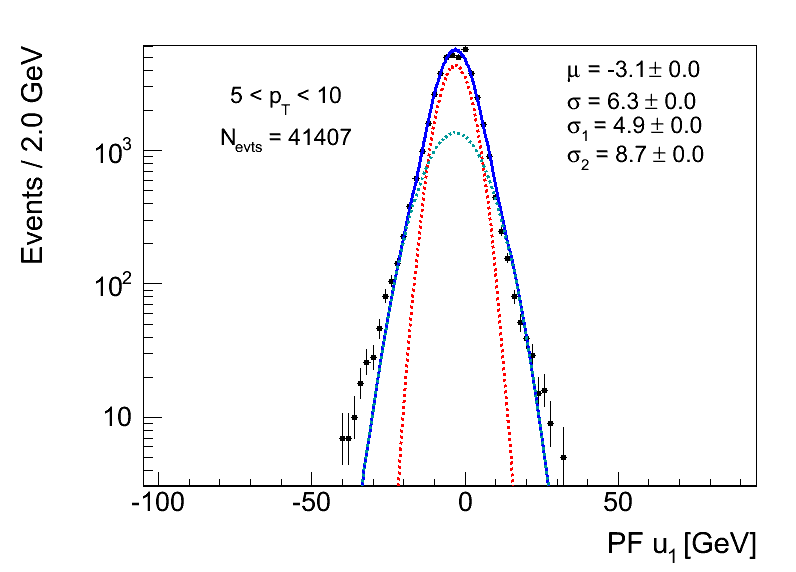 Events / 2.0 GeV
5 < p_T < 10
N_evts = 41407
μ = -3.1 ± 0.0
σ = 6.3 ± 0.0
σ_1 = 4.9 ± 0.0
σ_2 = 8.7 ± 0.0
10^3
10^2
10
-100 -50 0 50
PF u_1 [GeV]